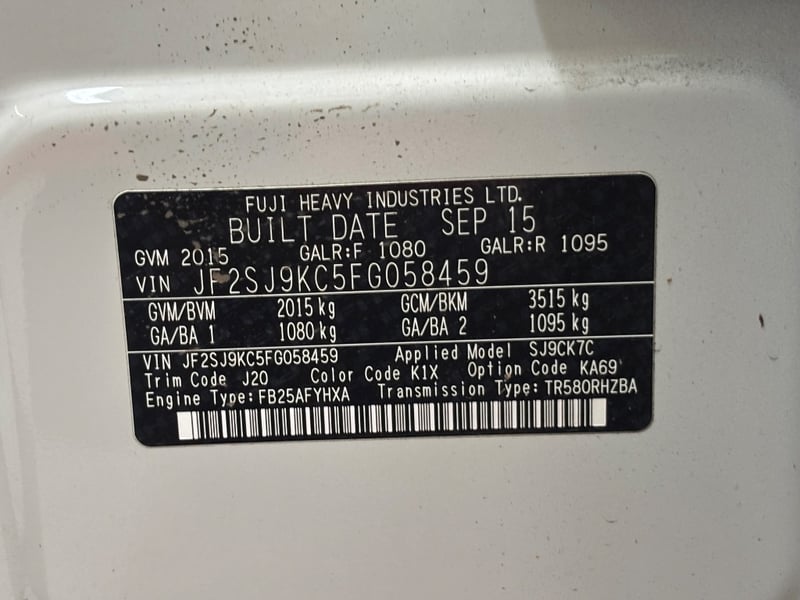 FUJI HEAVY INDUSTRIES LTD.
BUILT DATE SEP 15
GVM 2015 GALR:F 1080 GALR:R 1095
VIN JF2SJ9KC5FG058459
GVM/BVM 2015 kg GCM/BKM 3515 kg
GA/BA 1 1080 kg GA/BA 2 1095 kg
VIN JF2SJ9KC5FG058459 Applied Model SJ9CK7C
Trim Code J20 Color Code K1X Option Code KA69
Engine Type: FB25AFYHXA Transmission Type: TR580RHZBA